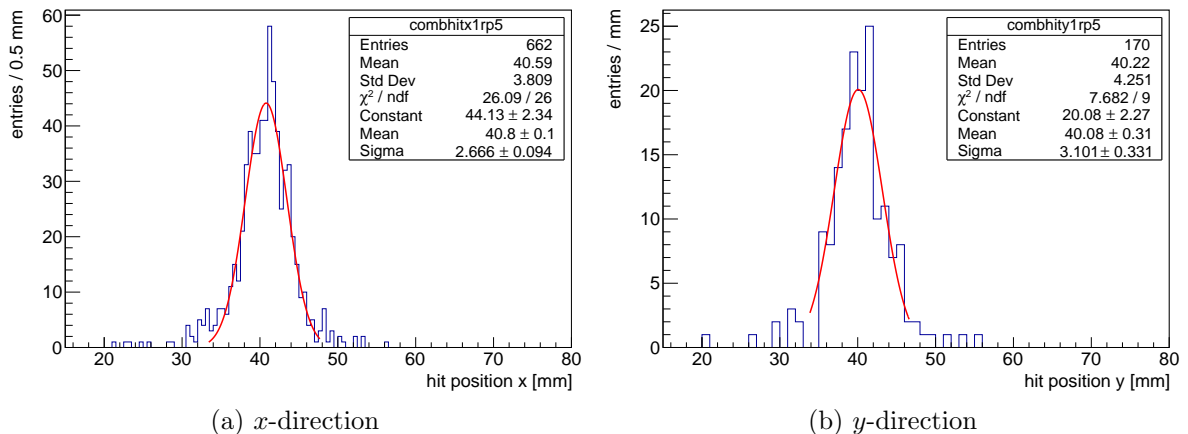 combhitx1rp5
Entries 662
Mean 40.59
Std Dev 3.809
χ² / ndf 26.09 / 26
Constant 44.13 ± 2.34
Mean 40.8 ± 0.1
Sigma 2.666 ± 0.094
entries / 0.5 mm
60
50
40
30
20
10
0
20 30 40 50 60 70 80
hit position x [mm]
(a) x-direction
combhity1rp5
Entries 170
Mean 40.22
Std Dev 4.251
χ² / ndf 7.682 / 9
Constant 20.08 ± 2.27
Mean 40.08 ± 0.31
Sigma 3.101 ± 0.331
entries / mm
25
20
15
10
5
0
20 30 40 50 60 70 80
hit position y [mm]
(b) y-direction